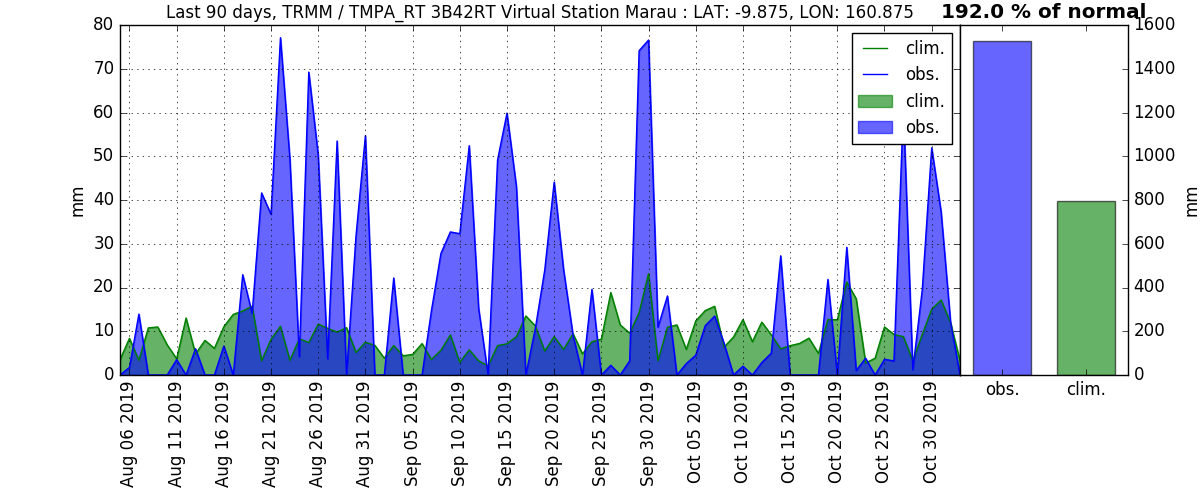 Last 90 days, TRMM / TMPA_RT 3B42RT Virtual Station Marau : LAT: -9.875, LON: 160.875
192.0 % of normal
80
70
60
50
40
30
20
10
0
mm
clim.
obs.
clim.
obs.
1600
1400
1200
1000
800
600
400
200
0
mm
Aug 06 2019
Aug 11 2019
Aug 16 2019
Aug 21 2019
Aug 26 2019
Aug 31 2019
Sep 05 2019
Sep 10 2019
Sep 15 2019
Sep 20 2019
Sep 25 2019
Sep 30 2019
Oct 05 2019
Oct 10 2019
Oct 15 2019
Oct 20 2019
Oct 25 2019
Oct 30 2019
obs.
clim.